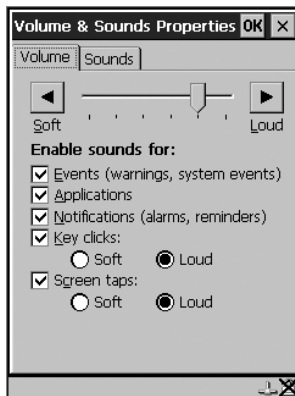 Volume & Sounds Properties OK ×
Volume Sounds
Soft Loud
Enable sounds for:
Events (warnings, system events)
Applications
Notifications (alarms, reminders)
Key clicks:
Soft Loud
Screen taps:
Soft Loud